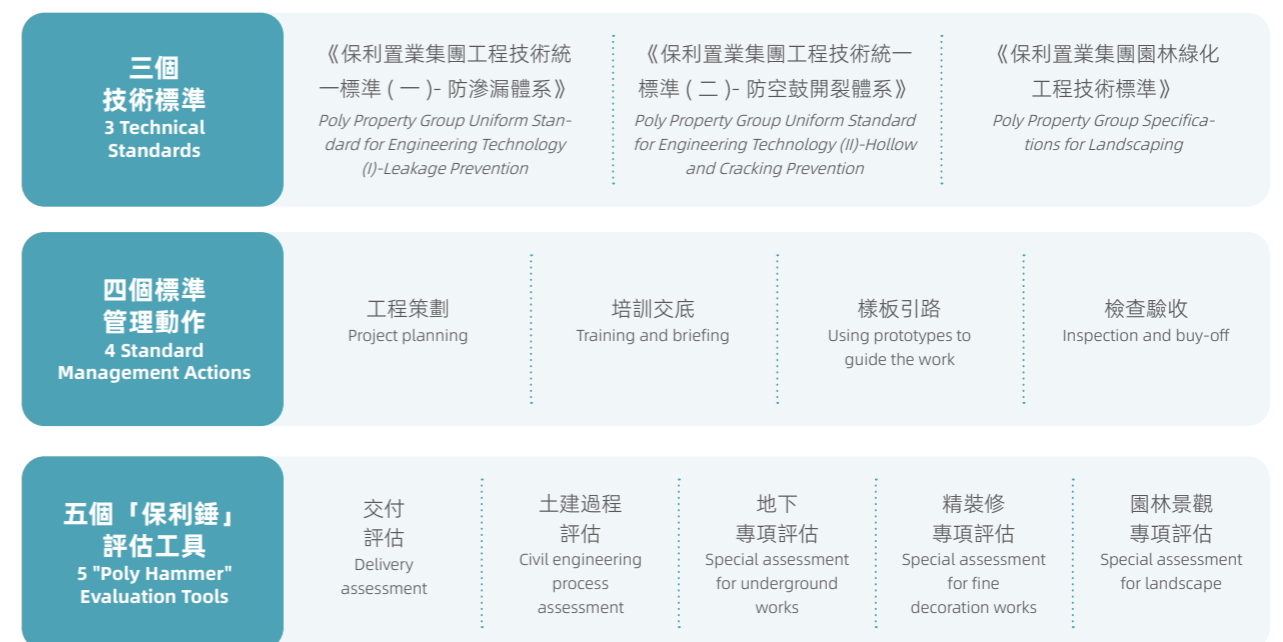 三個
技術標準
3 Technical
Standards
《保利置業集團工程技術統
一標準 ( 一 )- 防滲漏體系》
Poly Property Group Uniform Stan-
dard for Engineering Technology
(I)-Leakage Prevention
《保利置業集團工程技術統一
標準 ( 二 )- 防空鼓開裂體系》
Poly Property Group Uniform Standard
for Engineering Technology (II)-Hollow
and Cracking Prevention
《保利置業集團園林綠化
工程技術標準》
Poly Property Group Specifica-
tions for Landscaping
四個標準
管理動作
4 Standard
Management Actions
工程策劃
Project planning
培訓交底
Training and briefing
樣板引路
Using prototypes to
guide the work
檢查驗收
Inspection and buy-off
五個「保利錘」
評估工具
5 "Poly Hammer"
Evaluation Tools
交付
評估
Delivery
assessment
土建過程
評估
Civil engineering
process
assessment
地下
專項評估
Special assessment
for underground
works
精裝修
專項評估
Special assessment
for fine
decoration works
園林景觀
專項評估
Special assessment
for landscape